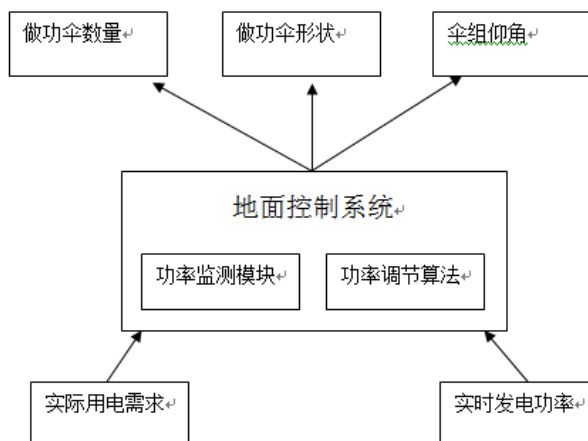 做功伞数量
做功伞形状
伞组仰角
地面控制系统
功率监测模块
功率调节算法
实际用电需求
实时发电功率